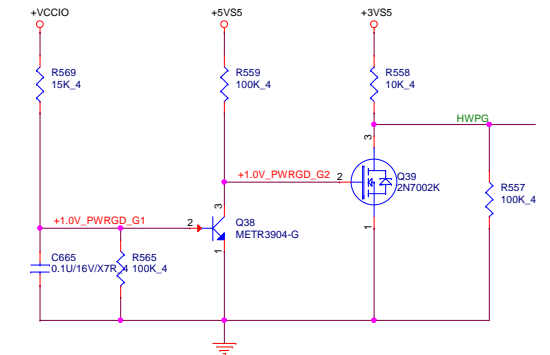 +VCCIO
+5VS5
+3VS5
R569
15K_4
R559
100K_4
R558
10K_4
HWPG
3
+1.0V_PWRGD_G2
2
Q39
2N7002K
R557
100K_4
3
+1.0V_PWRGD_G1
2
Q38
METR3904-G
1
1
C665
0.1U/16V/X7R_4
R565
100K_4